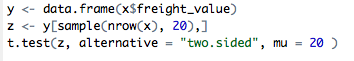 y <- data.frame(x$freight_value)
z <- y[sample(nrow(x), 20),]
t.test(z, alternative = "two.sided", mu = 20 )